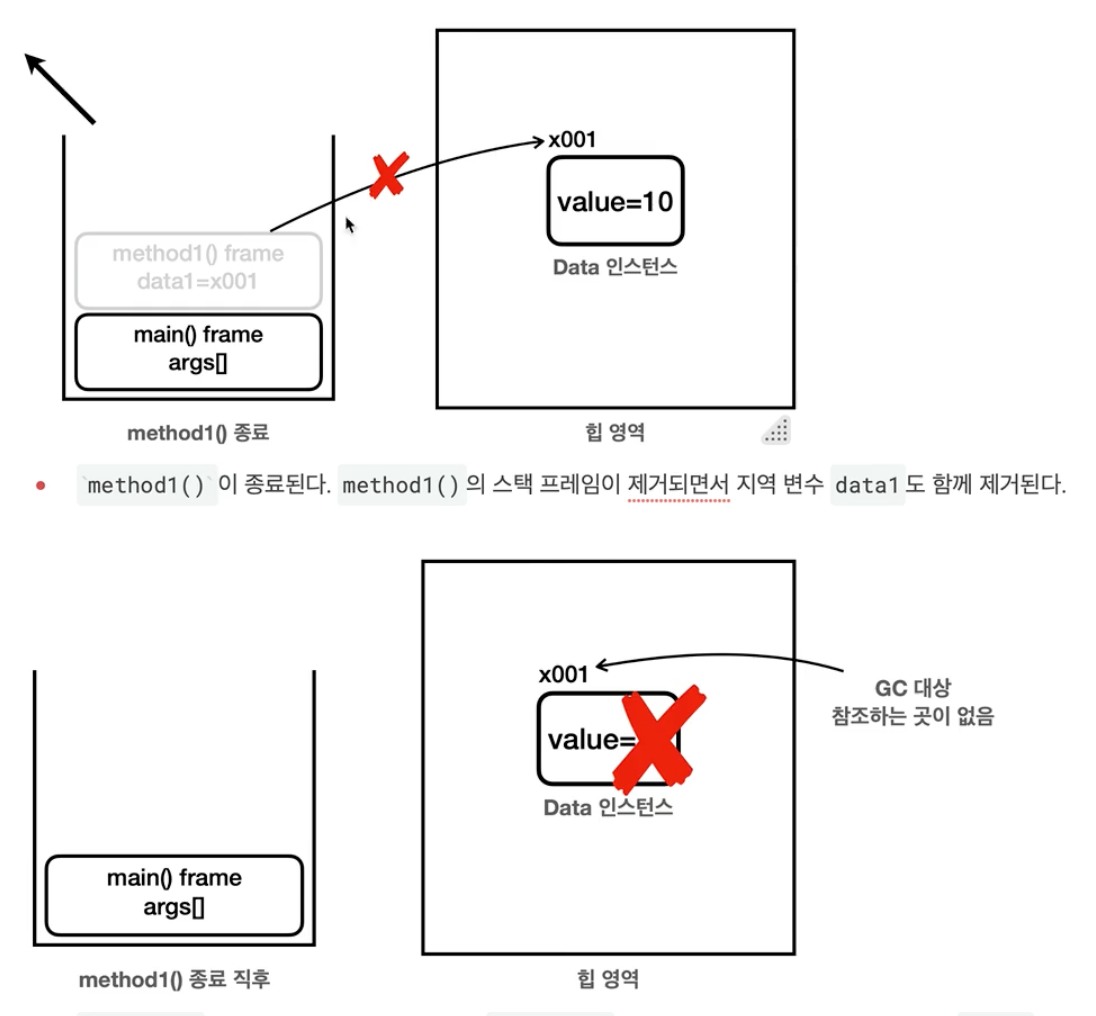 x001
value=10
Data 인스턴스
method1() frame
data1=x001
main() frame
args[]
method1() 종료
힙 영역
`method1()`이 종료된다. method1()의 스택 프레임이 제거되면서 지역 변수 data1도 함께 제거된다.
x001
value=
Data 인스턴스
GC 대상
참조하는 곳이 없음
main() frame
args[]
method1() 종료 직후
힙 영역